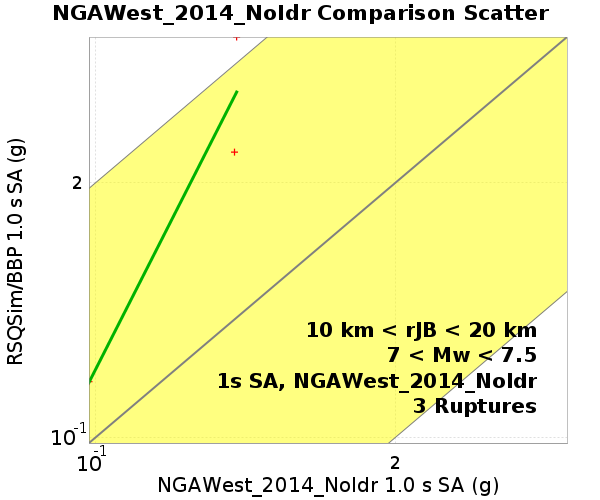 NGAWest_2014_NoIdr Comparison Scatter
RSQSim/BBP 1.0 s SA (g)
2
10^-1
10 km < rJB < 20 km
7 < Mw < 7.5
1s SA, NGAWest_2014_NoIdr
3 Ruptures
10^-1
2
NGAWest_2014_NoIdr 1.0 s SA (g)